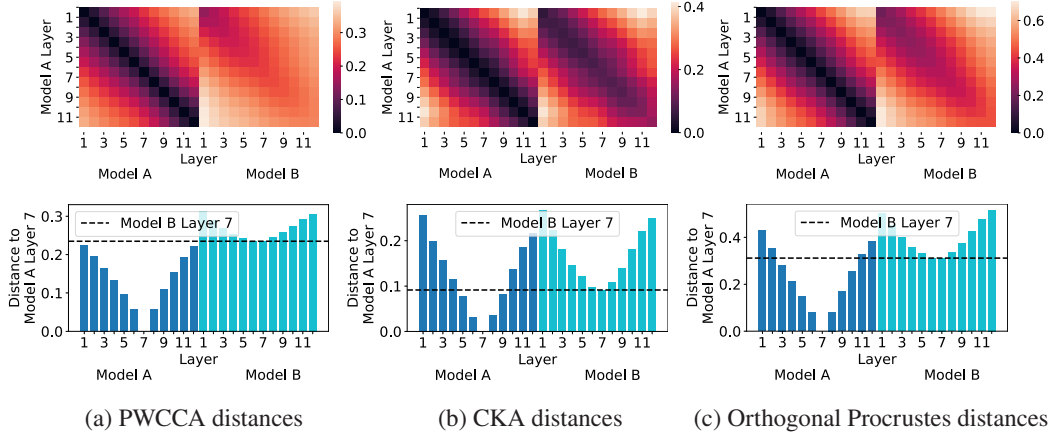 Model A Layer
1
3
5
7
9
11
1 3 5 7 9 11 1 3 5 7 9 11
Layer
Model A Model B
0.3
0.2
0.1
0.0
Model A Layer
1
3
5
7
9
11
1 3 5 7 9 11 1 3 5 7 9 11
Layer
Model A Model B
0.4
0.2
0.0
Model A Layer
1
3
5
7
9
11
1 3 5 7 9 11 1 3 5 7 9 11
Layer
Model A Model B
0.6
0.4
0.2
0.0
Distance to
Model A Layer 7
0.3
0.2
0.1
0.0
Model B Layer 7
1 3 5 7 9 11 1 3 5 7 9 11
Layer
Model A Model B
0.2
0.1
0.0
Model B Layer 7
1 3 5 7 9 11 1 3 5 7 9 11
Layer
Model A Model B
Distance to
Model A Layer 7
0.4
0.2
0.0
Model B Layer 7
1 3 5 7 9 11 1 3 5 7 9 11
Layer
Model A Model B
(a) PWCCA distances
(b) CKA distances
(c) Orthogonal Procrustes distances